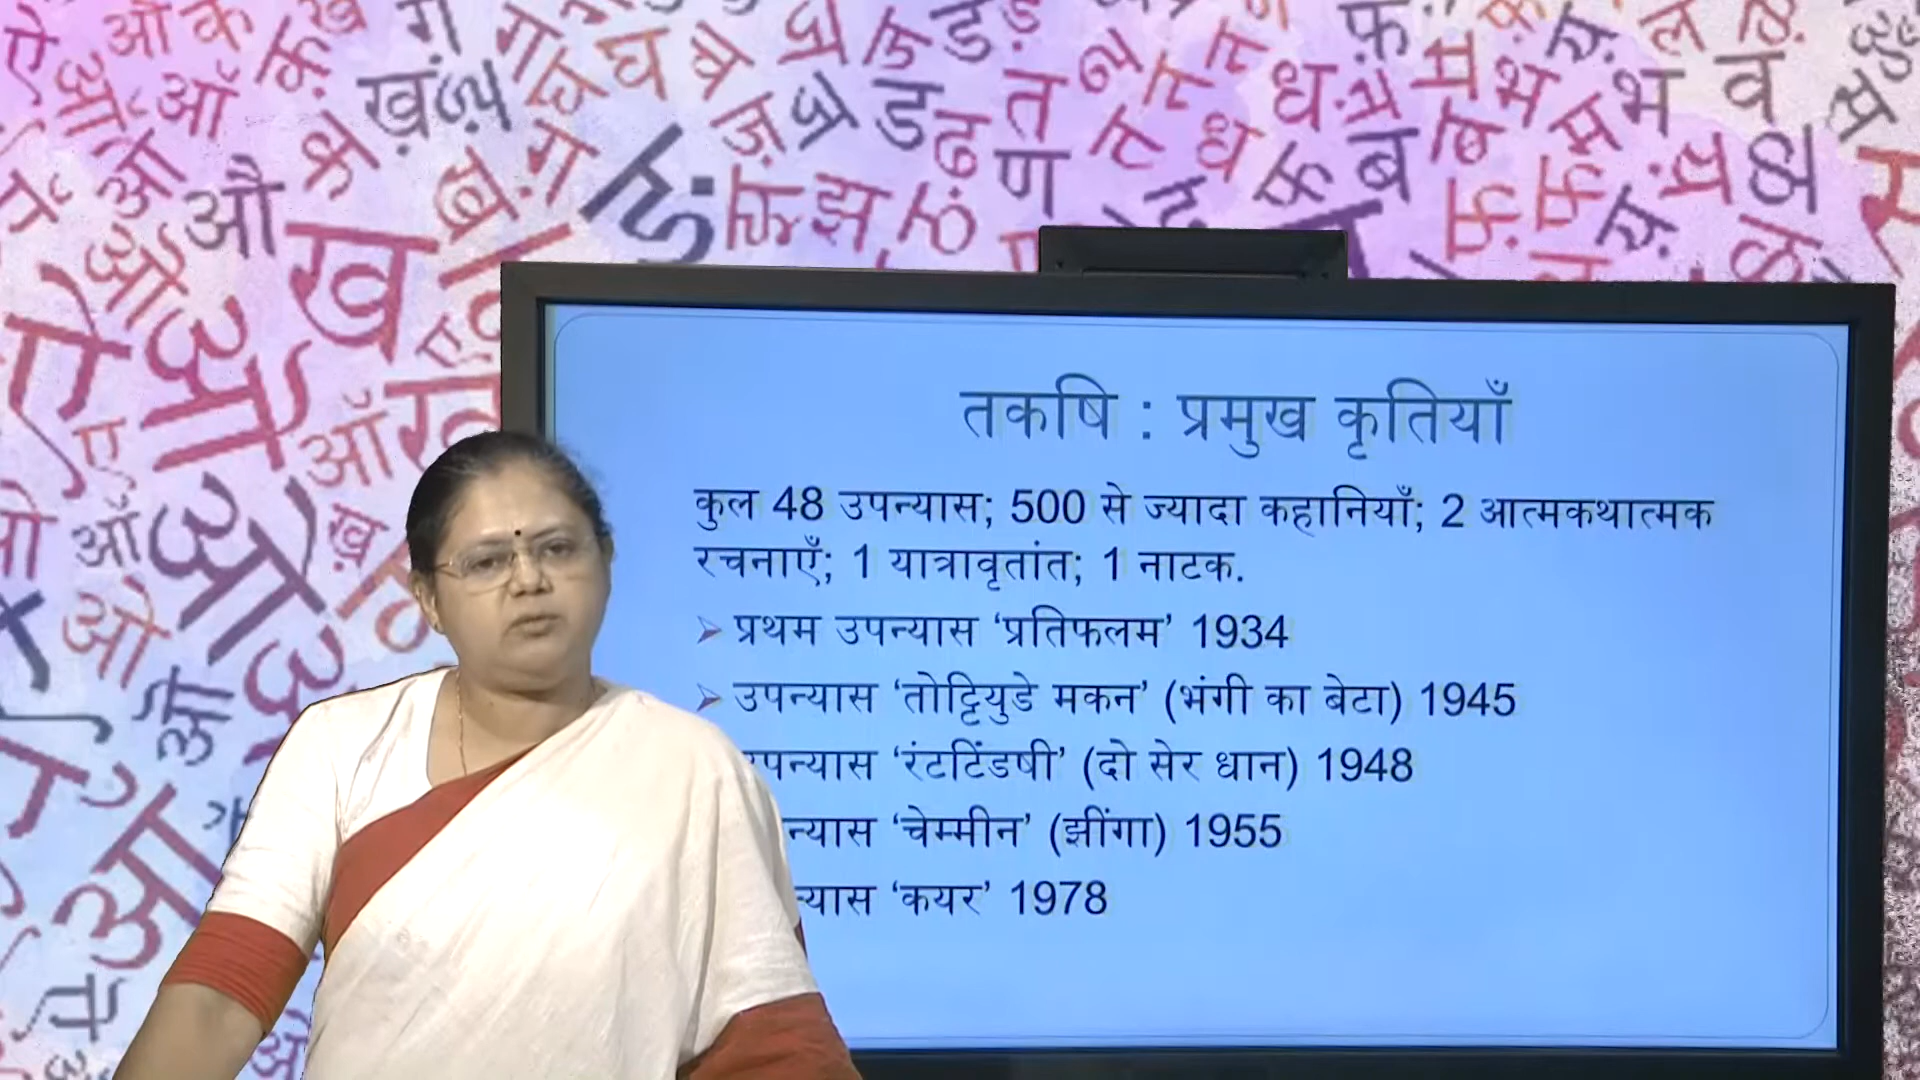 तकषि : प्रमुख कृतियाँ
कुल 48 उपन्यास; 500 से ज्यादा कहानियाँ; 2 आत्मकथात्मक
रचनाएँ; 1 यात्रावृतांत; 1 नाटक.
➢ प्रथम उपन्यास ‘प्रतिफलम’ 1934
➢ उपन्यास ‘तोट्टियुडे मकन’ (भंगी का बेटा) 1945
‘रंटटिंडषी’ (दो सेर धान) 1948
‘चेम्मीन’ (झींगा) 1955
‘कयर’ 1978